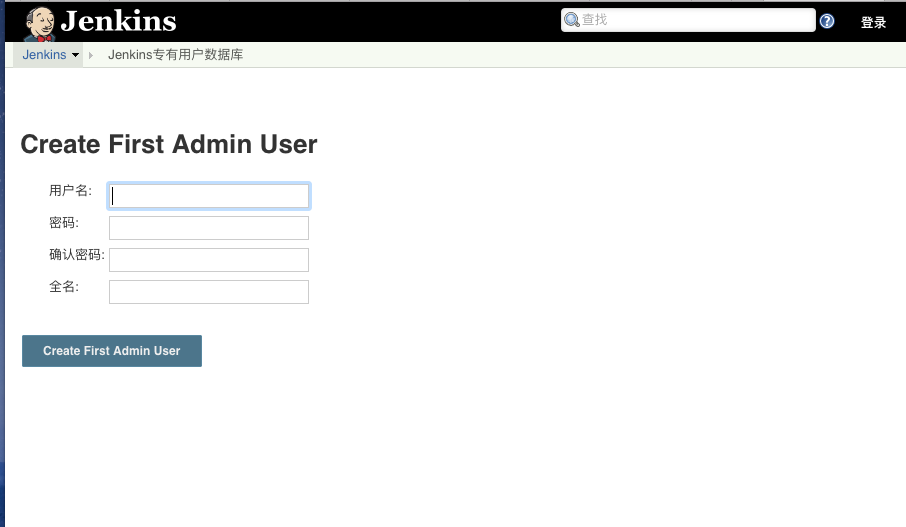 Jenkins
查找
登录
Jenkins
Jenkins专有用户数据库
Create First Admin User
用户名:
密码:
确认密码:
全名:
Create First Admin User